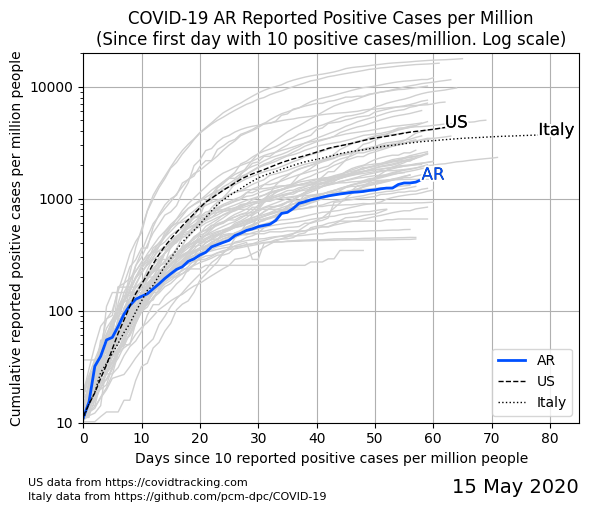 COVID-19 AR Reported Positive Cases per Million
(Since first day with 10 positive cases/million. Log scale)
Cumulative reported positive cases per million people
10000
1000
100
10
US
Italy
AR
AR
US
Italy
0 10 20 30 40 50 60 70 80
Days since 10 reported positive cases per million people
US data from https://covidtracking.com
Italy data from https://github.com/pcm-dpc/COVID-19
15 May 2020